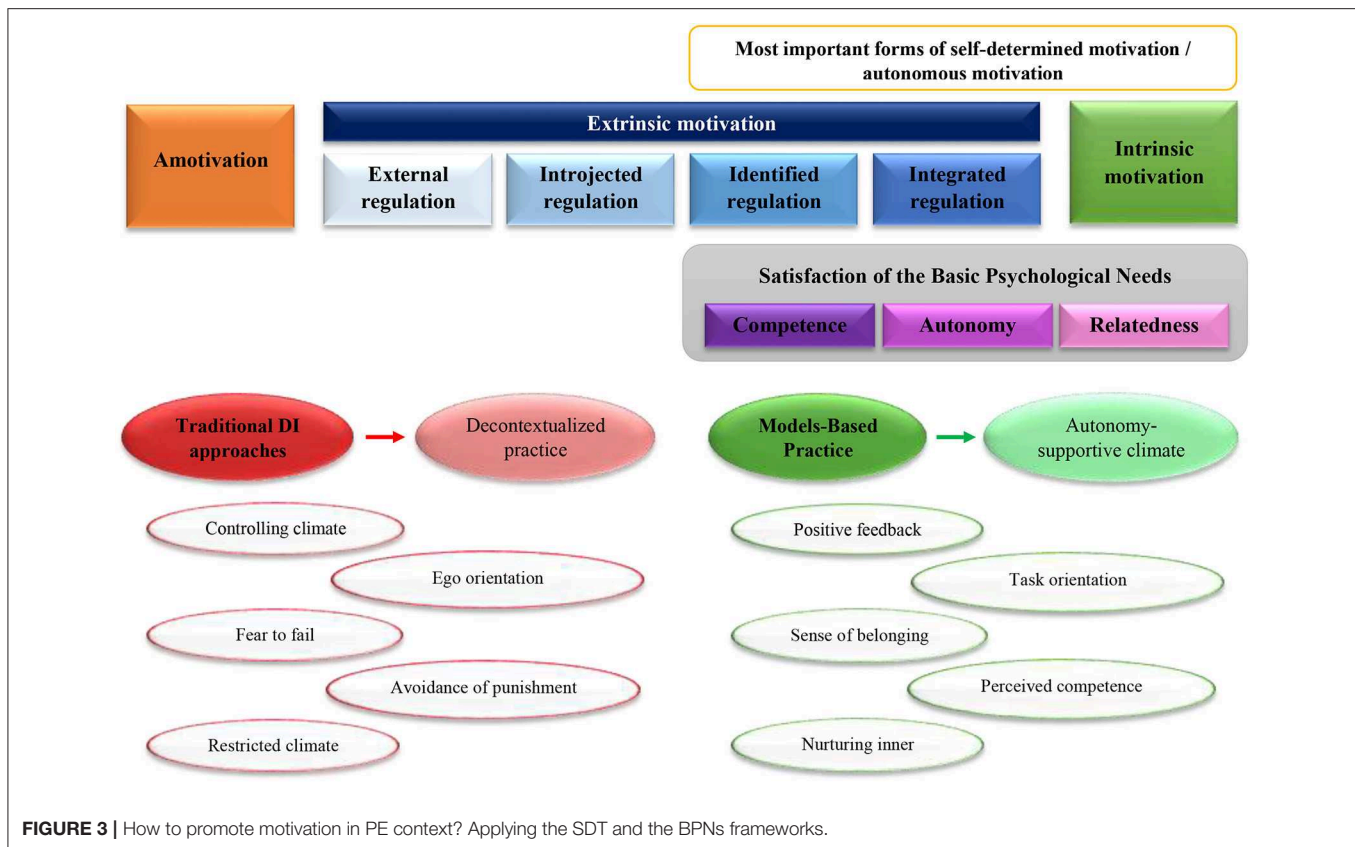 Most important forms of self-determined motivation /
autonomous motivation
Amotivation
Extrinsic motivation
External
regulation
Introjected
regulation
Identified
regulation
Integrated
regulation
Intrinsic
motivation
Satisfaction of the Basic Psychological Needs
Competence
Autonomy
Relatedness
Traditional DI
approaches
Decontextualized
practice
Controlling climate
Ego orientation
Fear to fail
Avoidance of punishment
Restricted climate
Models-Based
Practice
Autonomy-
supportive climate
Positive feedback
Task orientation
Sense of belonging
Perceived competence
Nurturing inner
FIGURE 3 | How to promote motivation in PE context? Applying the SDT and the BPNs frameworks.